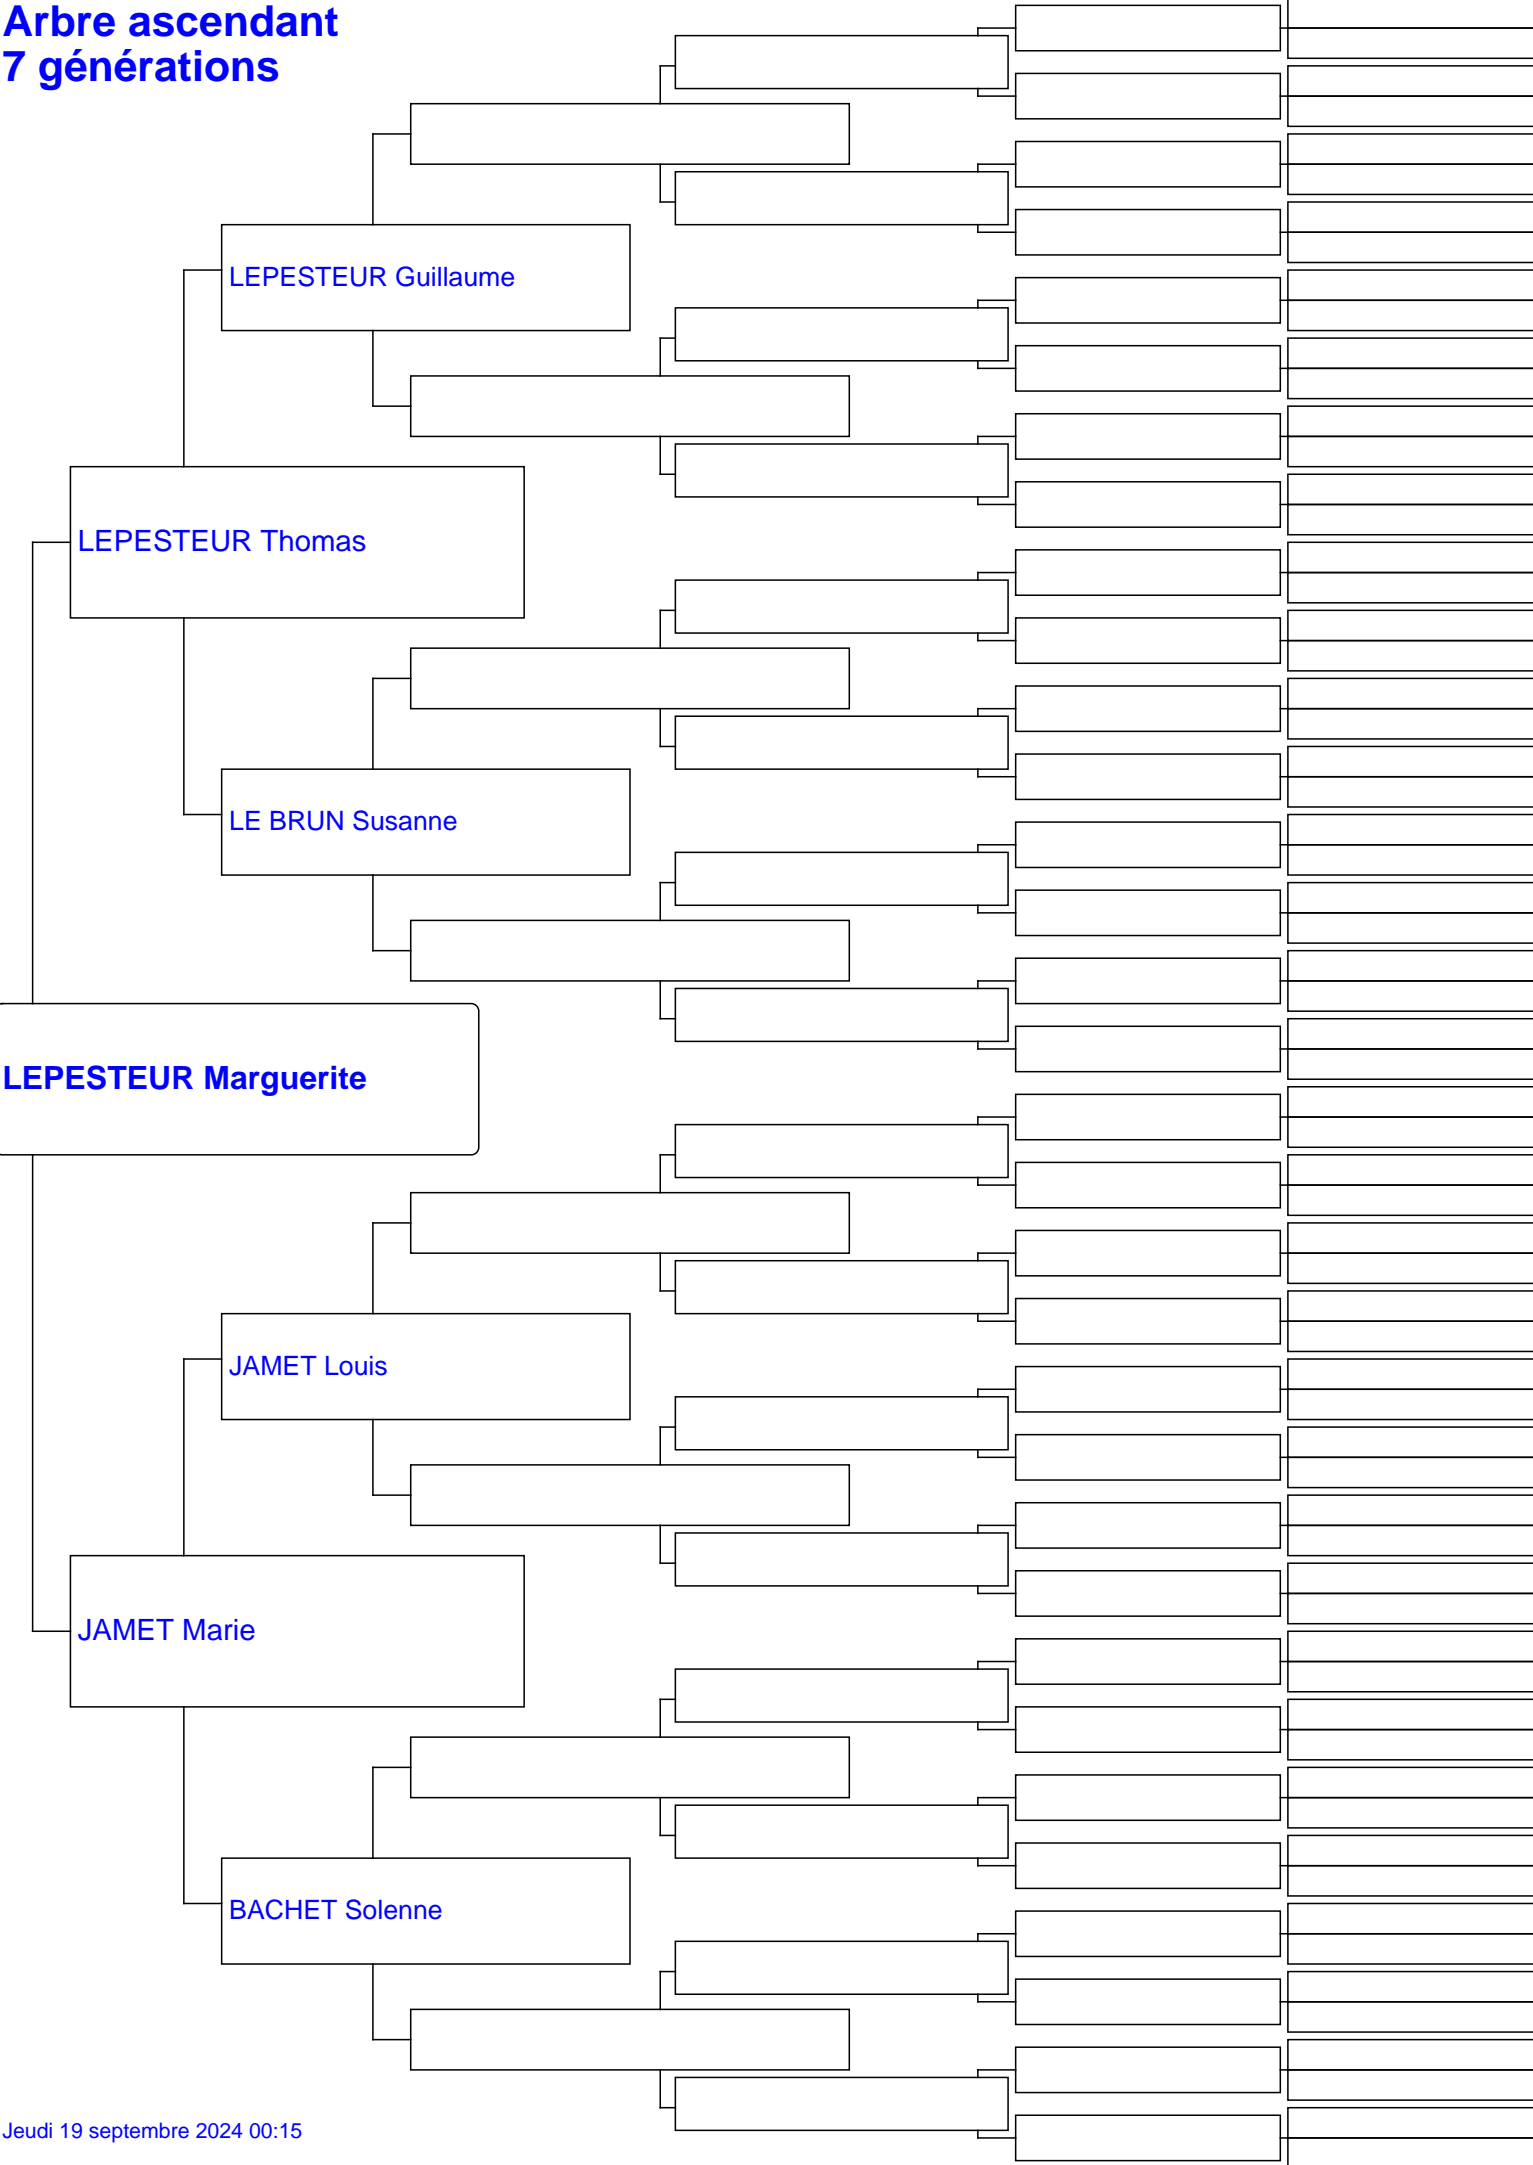 Arbre ascendant
7 générations
LEPESTEUR Guillaume
LEPESTEUR Thomas
LE BRUN Susanne
LEPESTEUR Marguerite
JAMET Louis
JAMET Marie
BACHET Solenne
Jeudi 19 septembre 2024 00:15